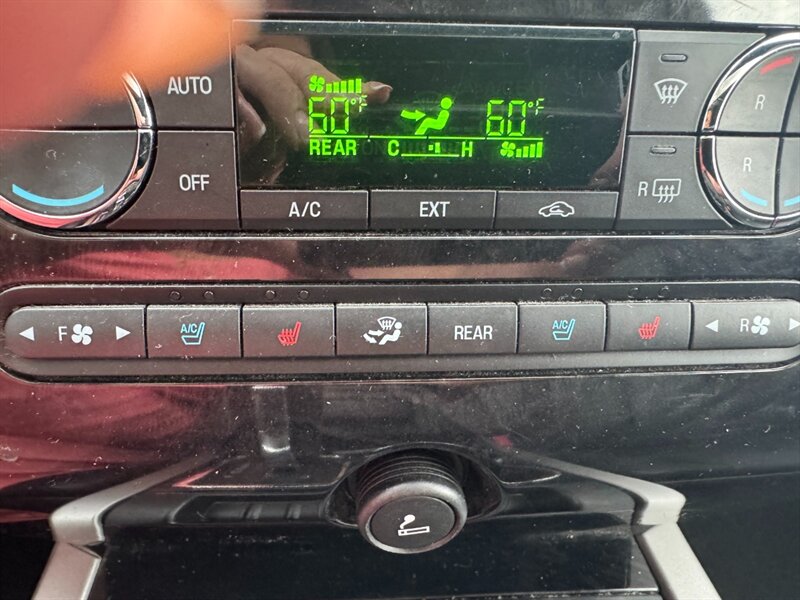 AUTO
60°F 60°F
REAR C H
R
OFF
R
R
A/C EXT
F A/C REAR A/C R